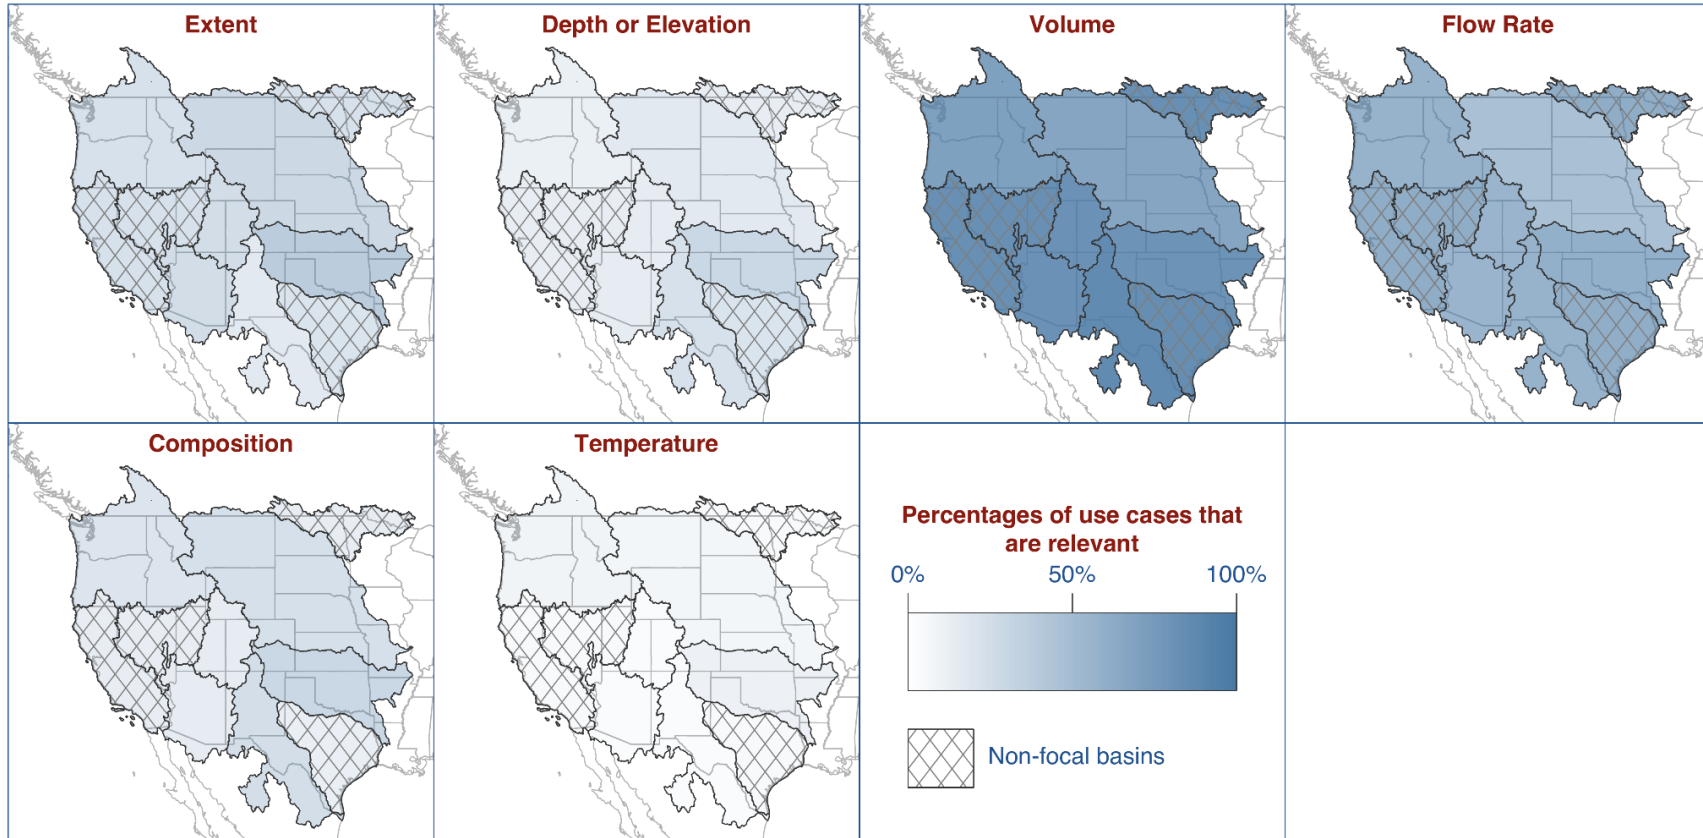 Extent
Depth or Elevation
Volume
Flow Rate
Composition
Temperature
Percentages of use cases that
are relevant
0%
50%
100%
Non-focal basins